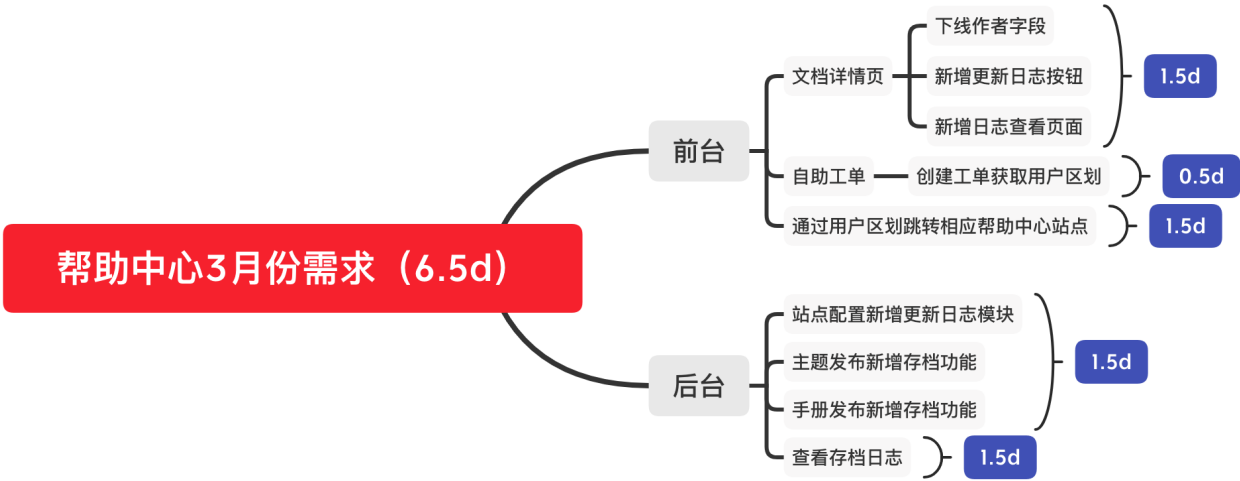 帮助中心3月份需求（6.5d）
前台
文档详情页
下线作者字段
新增更新日志按钮
新增日志查看页面
1.5d
自助工单
创建工单获取用户区划
0.5d
通过用户区划跳转相应帮助中心站点
1.5d
后台
站点配置新增更新日志模块
主题发布新增存档功能
手册发布新增存档功能
1.5d
查看存档日志
1.5d